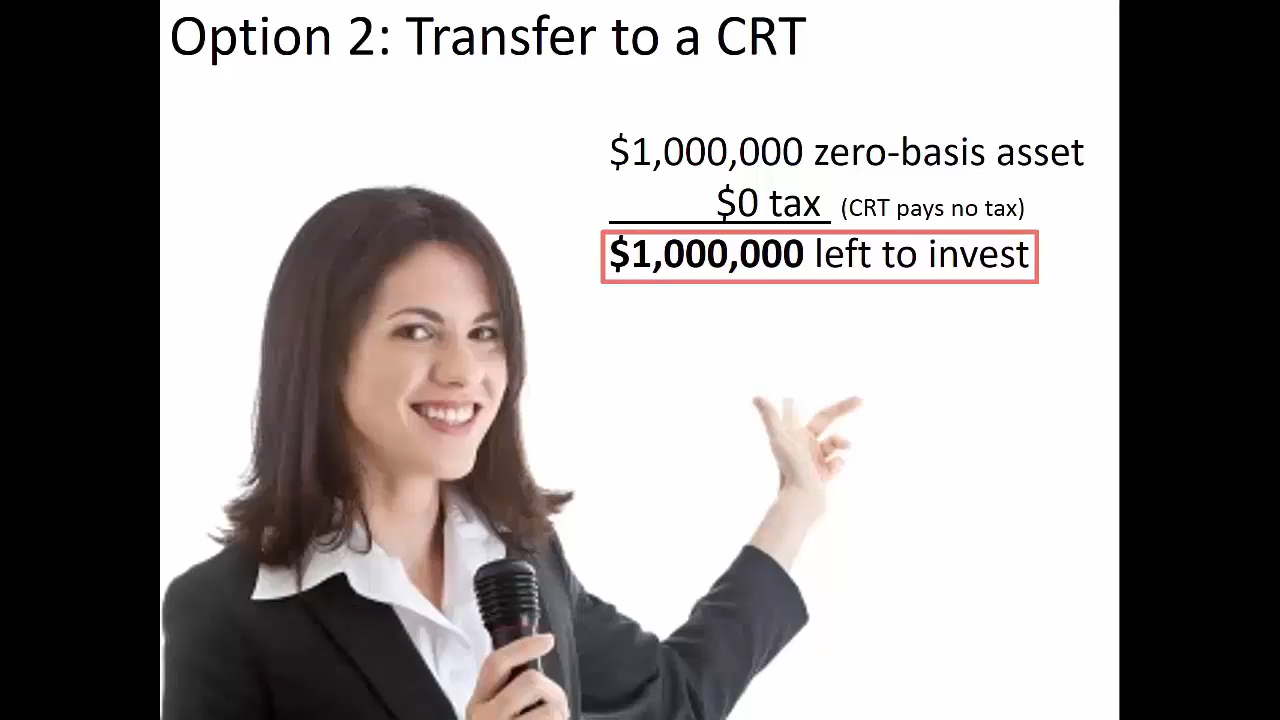 Option 2: Transfer to a CRT
$1,000,000 zero-basis asset
$0 tax (CRT pays no tax)
$1,000,000 left to invest